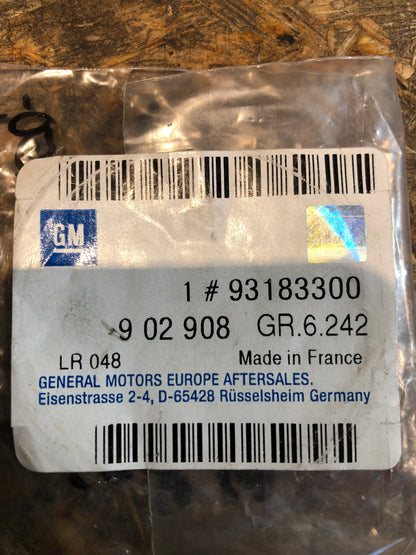 GM
1 # 93183300
9 02 908 GR.6.242
LR 048 Made in France
GENERAL MOTORS EUROPE AFTERSALES.
Eisenstrasse 2-4, D-65428 Rüsselsheim Germany